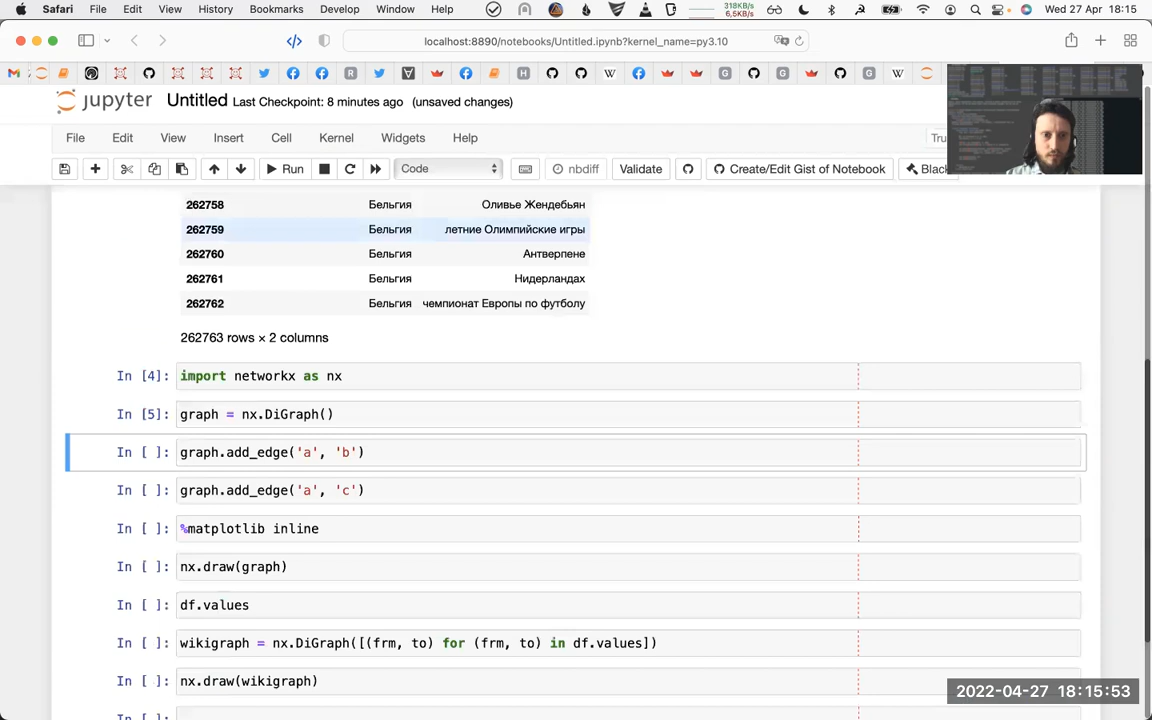 Safari File Edit View History Bookmarks Develop Window Help 318KB/s 6,5KB/s Wed 27 Apr 18:15
localhost:8890/notebooks/Untitled.ipynb?kernel_name=py3.10
jupyter Untitled Last Checkpoint: 8 minutes ago (unsaved changes)
File Edit View Insert Cell Kernel Widgets Help Tru
Run Code nbdiff Validate Create/Edit Gist of Notebook Black
262758 Бельгия Оливье Жендебьян
262759 Бельгия летние Олимпийские игры
262760 Бельгия Антверпене
262761 Бельгия Нидерландах
262762 Бельгия чемпионат Европы по футболу
262763 rows × 2 columns
In [4]: import networkx as nx
In [5]: graph = nx.DiGraph()
In [ ]: graph.add_edge('a', 'b')
In [ ]: graph.add_edge('a', 'c')
In [ ]: %matplotlib inline
In [ ]: nx.draw(graph)
In [ ]: df.values
In [ ]: wikigraph = nx.DiGraph([(frm, to) for (frm, to) in df.values])
In [ ]: nx.draw(wikigraph)
2022-04-27 18:15:53